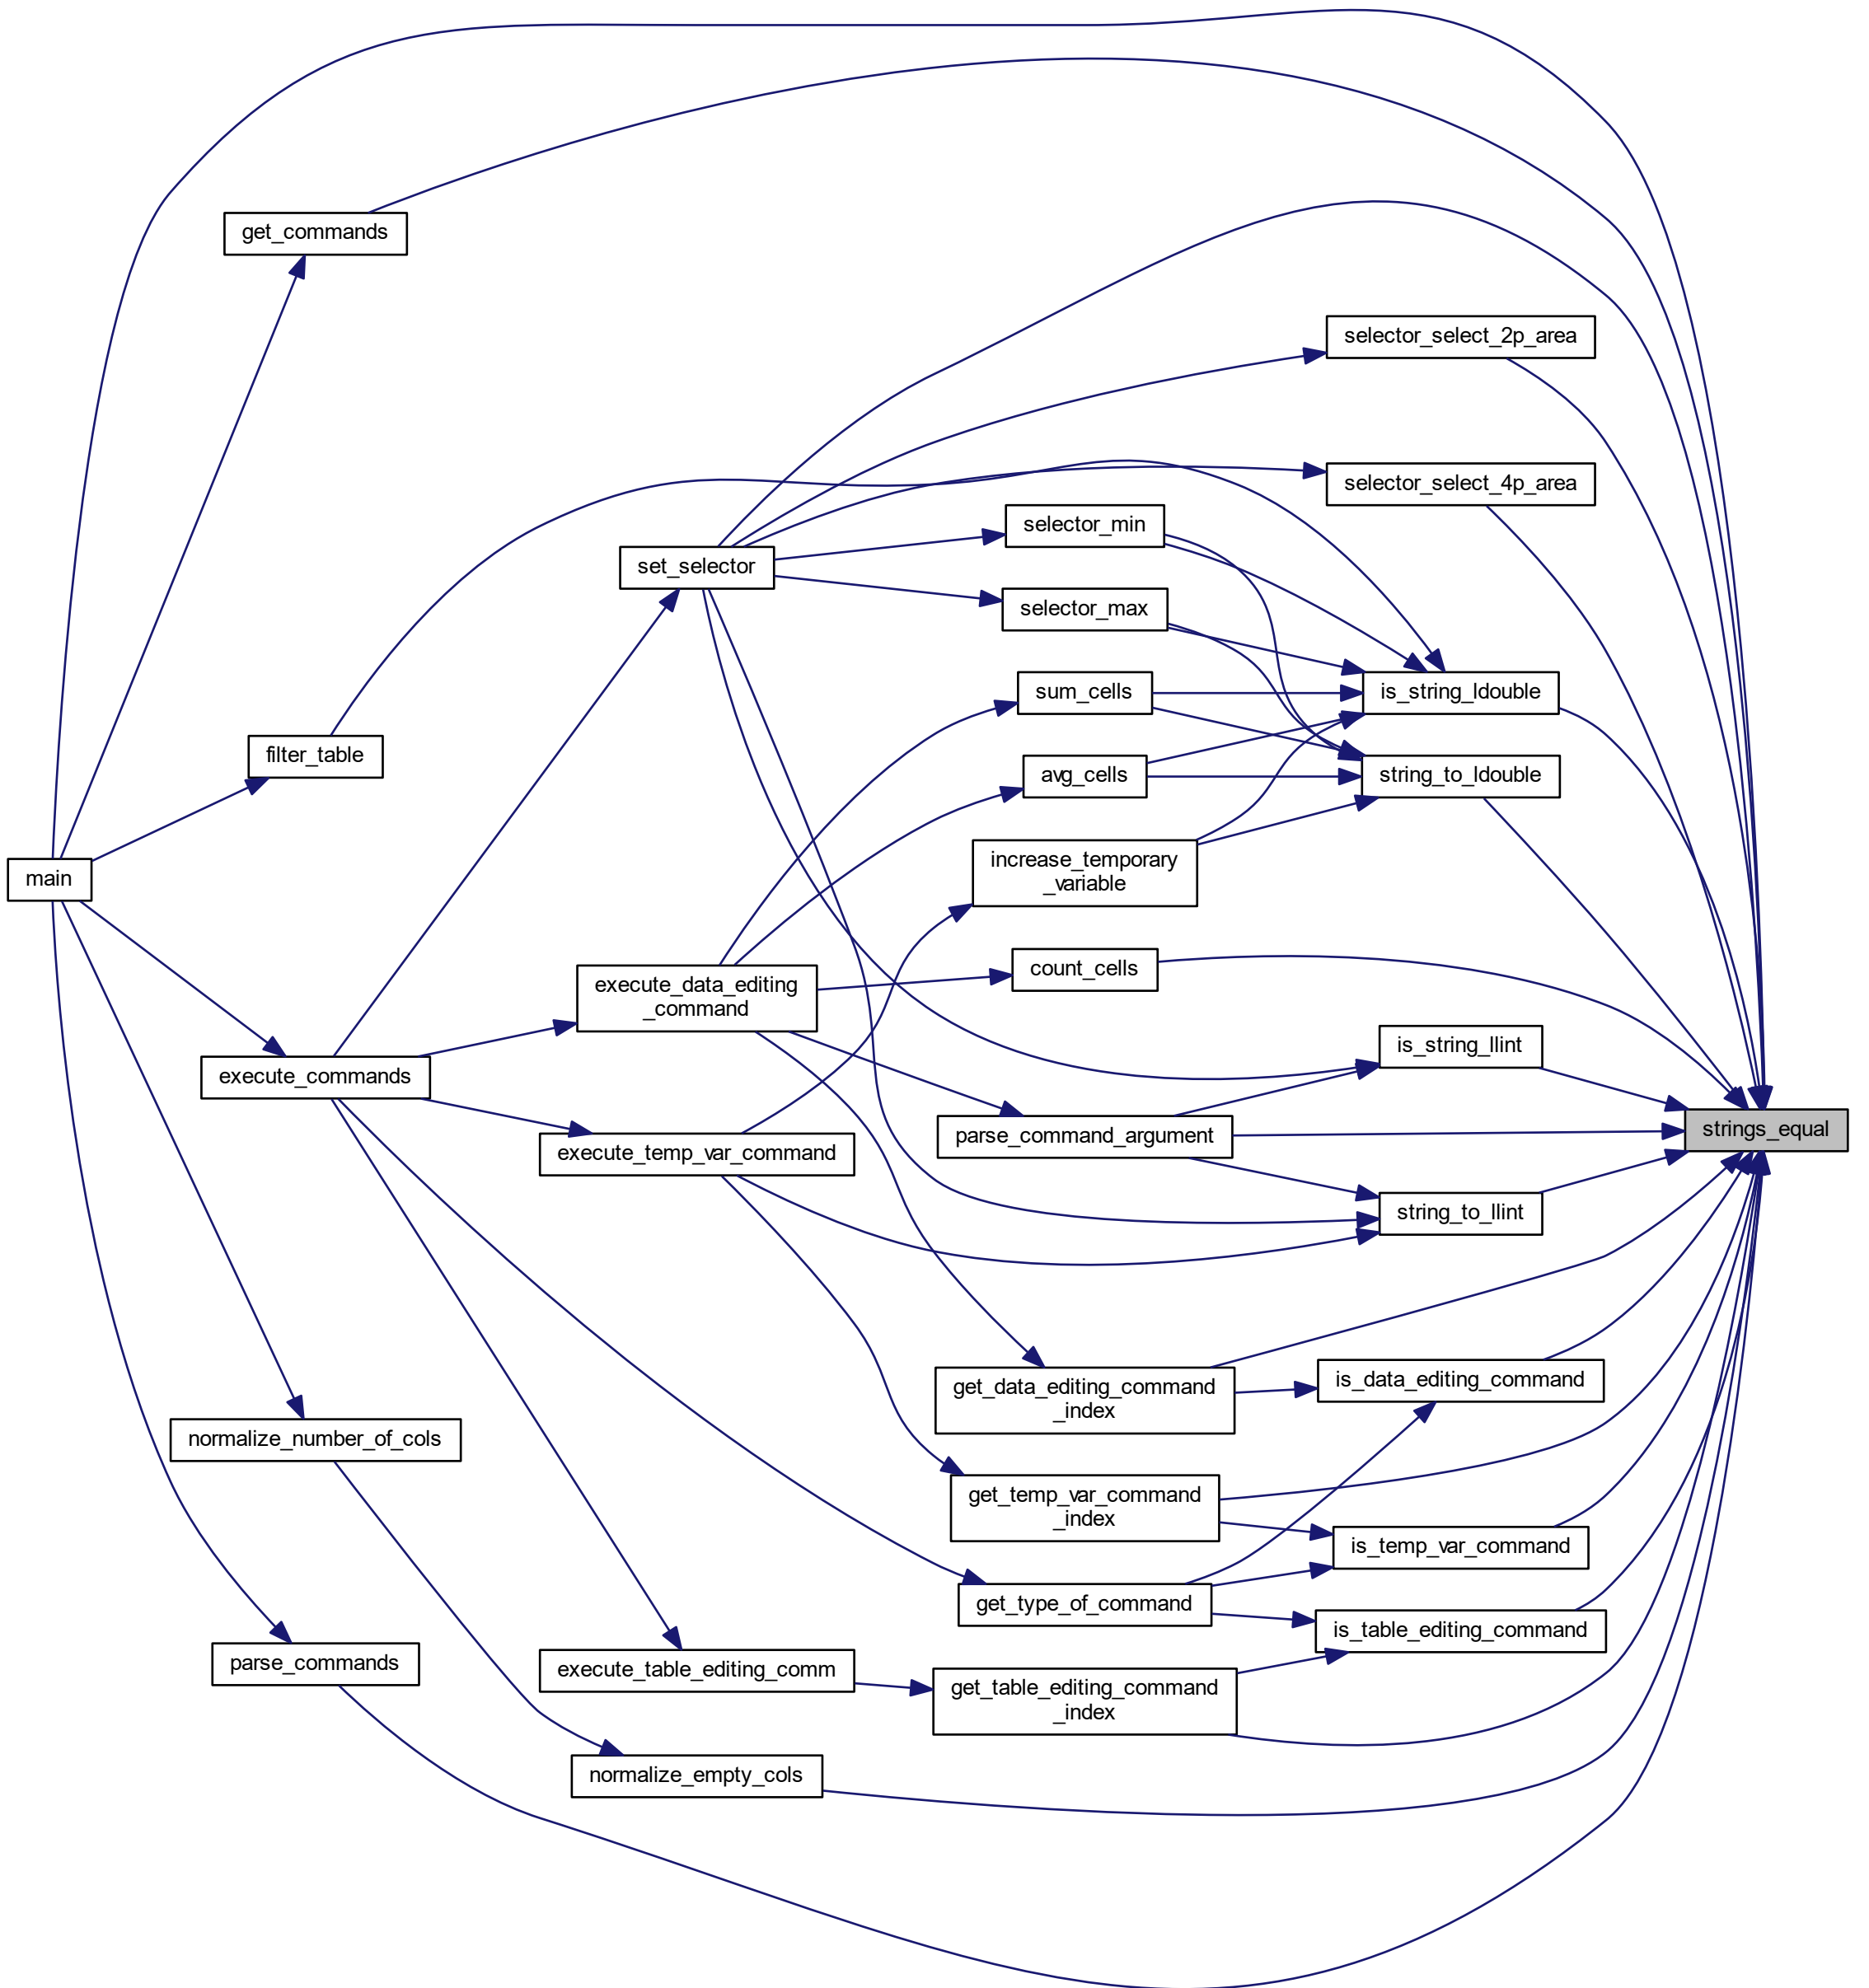 get_commands
selector_select_2p_area
selector_select_4p_area
selector_min
set_selector
selector_max
is_string_ldouble
sum_cells
filter_table
avg_cells
string_to_ldouble
main
increase_temporary
_variable
count_cells
execute_data_editing
_command
is_string_llint
execute_commands
strings_equal
parse_command_argument
execute_temp_var_command
string_to_llint
get_data_editing_command
_index
is_data_editing_command
normalize_number_of_cols
get_temp_var_command
_index
is_temp_var_command
get_type_of_command
is_table_editing_command
parse_commands
execute_table_editing_comm
get_table_editing_command
_index
normalize_empty_cols